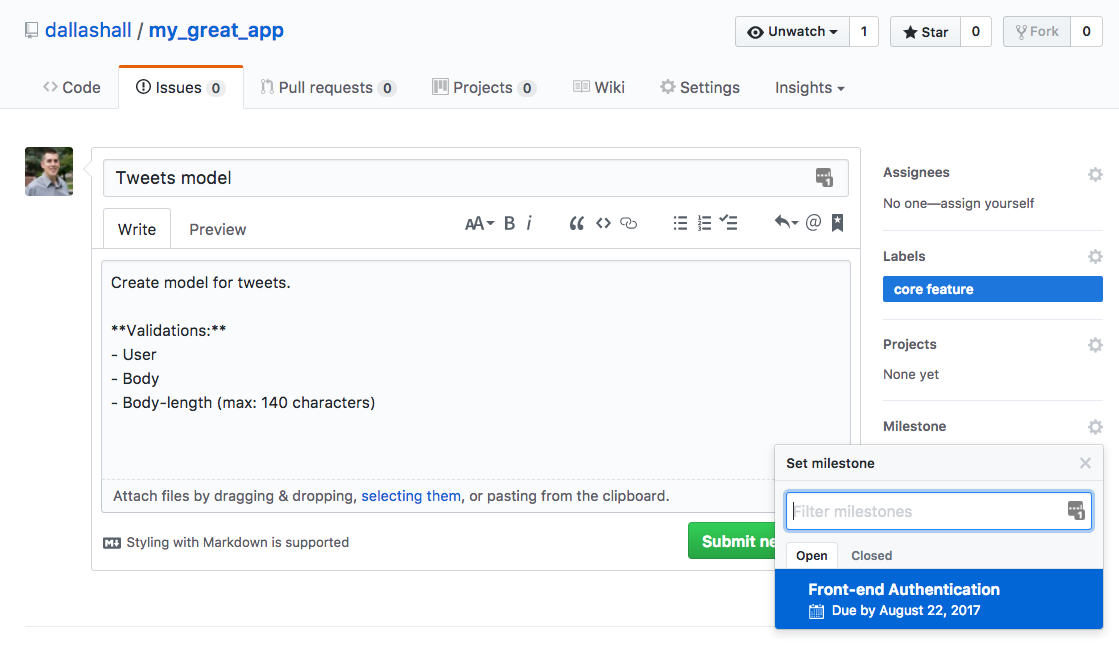 dallashall / my_great_app
Unwatch 1 Star 0 Fork 0
Code Issues 0 Pull requests 0 Projects 0 Wiki Settings Insights
Tweets model
Write Preview
AA B i
Create model for tweets.
**Validations:**
- User
- Body
- Body-length (max: 140 characters)
Attach files by dragging & dropping, selecting them, or pasting from the clipboard.
Styling with Markdown is supported
Submit ne
Assignees
No one—assign yourself
Labels
core feature
Projects
None yet
Milestone
Set milestone
Filter milestones
Open Closed
Front-end Authentication
Due by August 22, 2017